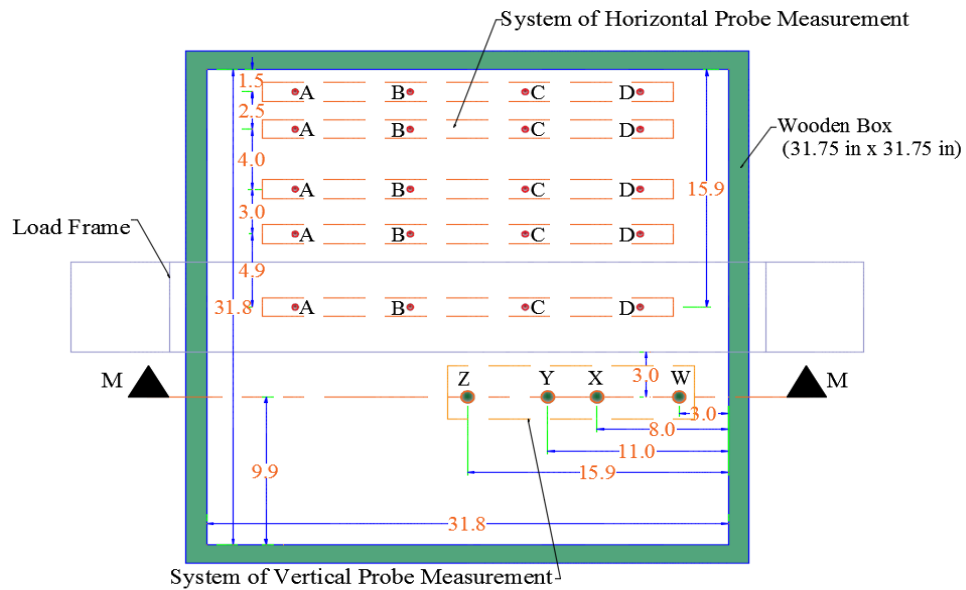 System of Horizontal Probe Measurement
1.5
A B C D
2.5
A B C D
Wooden Box
(31.75 in x 31.75 in)
4.0
15.9
A B C D
3.0
Load Frame
A B C D
4.9
31.8
A B C D
M
Z Y X W
3.0
M
3.0
8.0
11.0
9.9
15.9
31.8
System of Vertical Probe Measurement